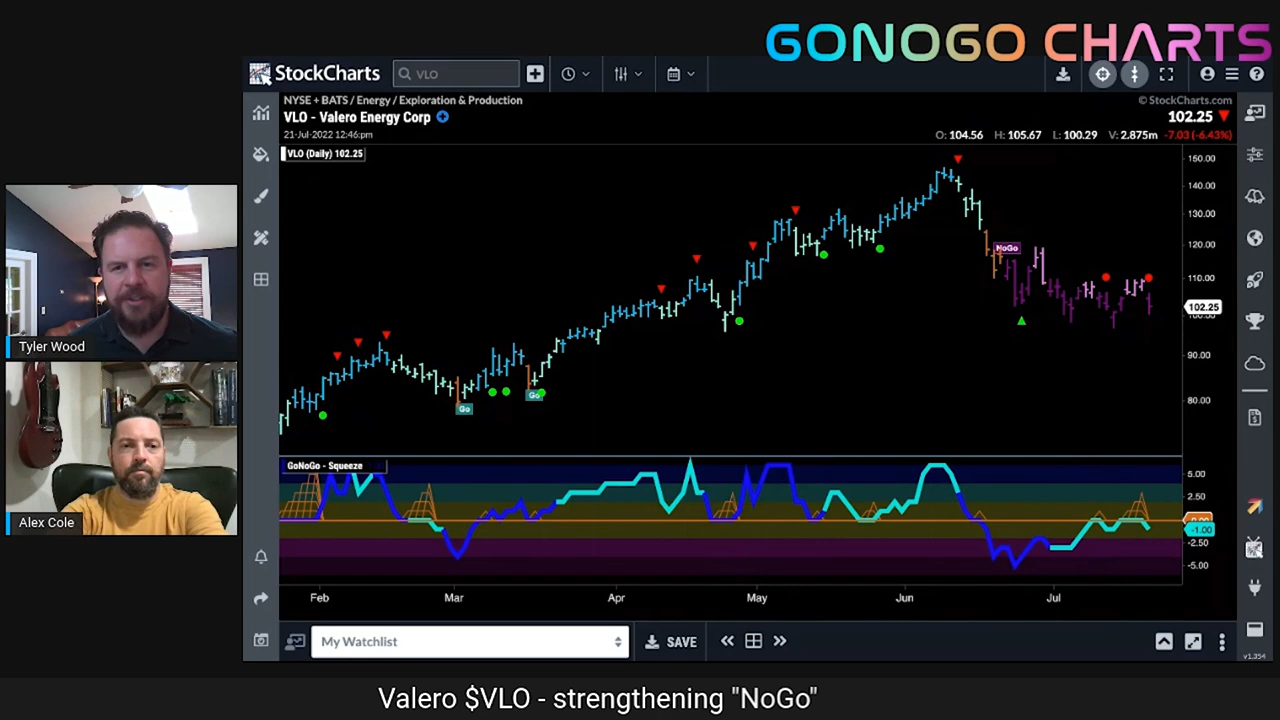 GONOGO CHARTS
StockCharts
VLO
NYSE + BATS / Energy / Exploration & Production
© StockCharts.com
VLO - Valero Energy Corp
102.25
21-Jul-2022 12:46pm
O: 104.56 H: 105.67 L: 100.29 V: 2.875m -7.03 (-6.43%)
VLO (Daily) 102.25
150.00
140.00
130.00
120.00
110.00
102.25
90.00
80.00
NoGo
Go
Go
Tyler Wood
Alex Cole
GoNoGo - Squeeze
5.00
2.50
0.00
-1.00
-2.50
-5.00
Feb Mar Apr May Jun Jul
My Watchlist
SAVE
v1.354
Valero $VLO - strengthening "NoGo"